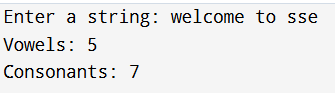 Enter a string: welcome to sse
Vowels: 5
Consonants: 7